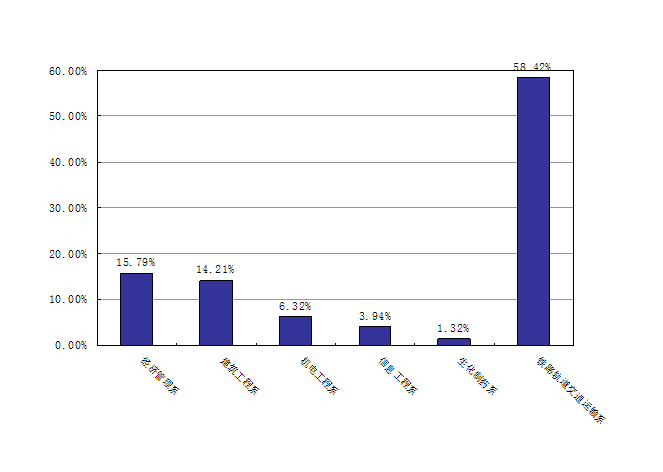 60.00%
50.00%
40.00%
30.00%
20.00%
10.00%
0.00%
15.79%
14.21%
6.32%
3.94%
1.32%
58.42%
经济管理系
建筑工程系
机电工程系
信息工程系
生化制药系
铁路轨道交通运输系